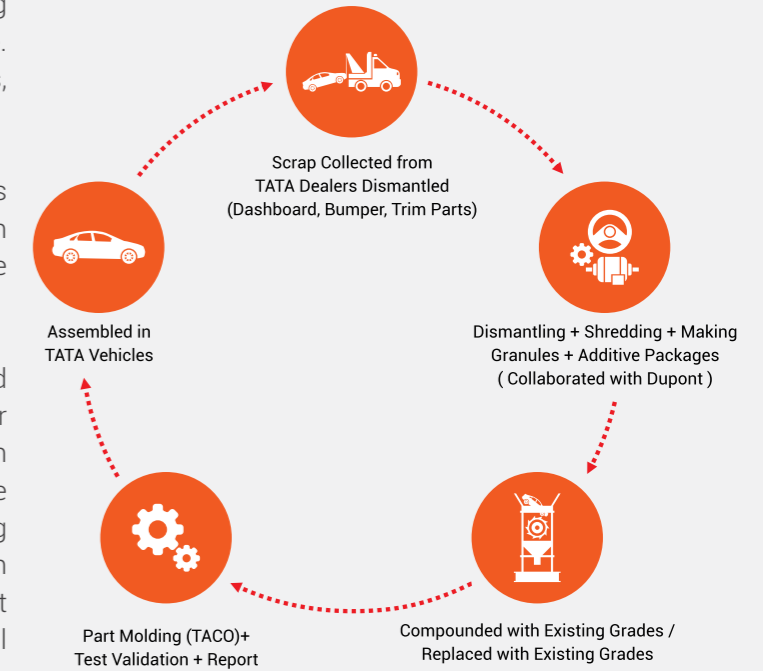 Scrap Collected from
TATA Dealers Dismantled
(Dashboard, Bumper, Trim Parts)
Dismantling + Shredding + Making
Granules + Additive Packages
( Collaborated with Dupont )
Compounded with Existing Grades /
Replaced with Existing Grades
Part Molding (TACO)+
Test Validation + Report
Assembled in
TATA Vehicles